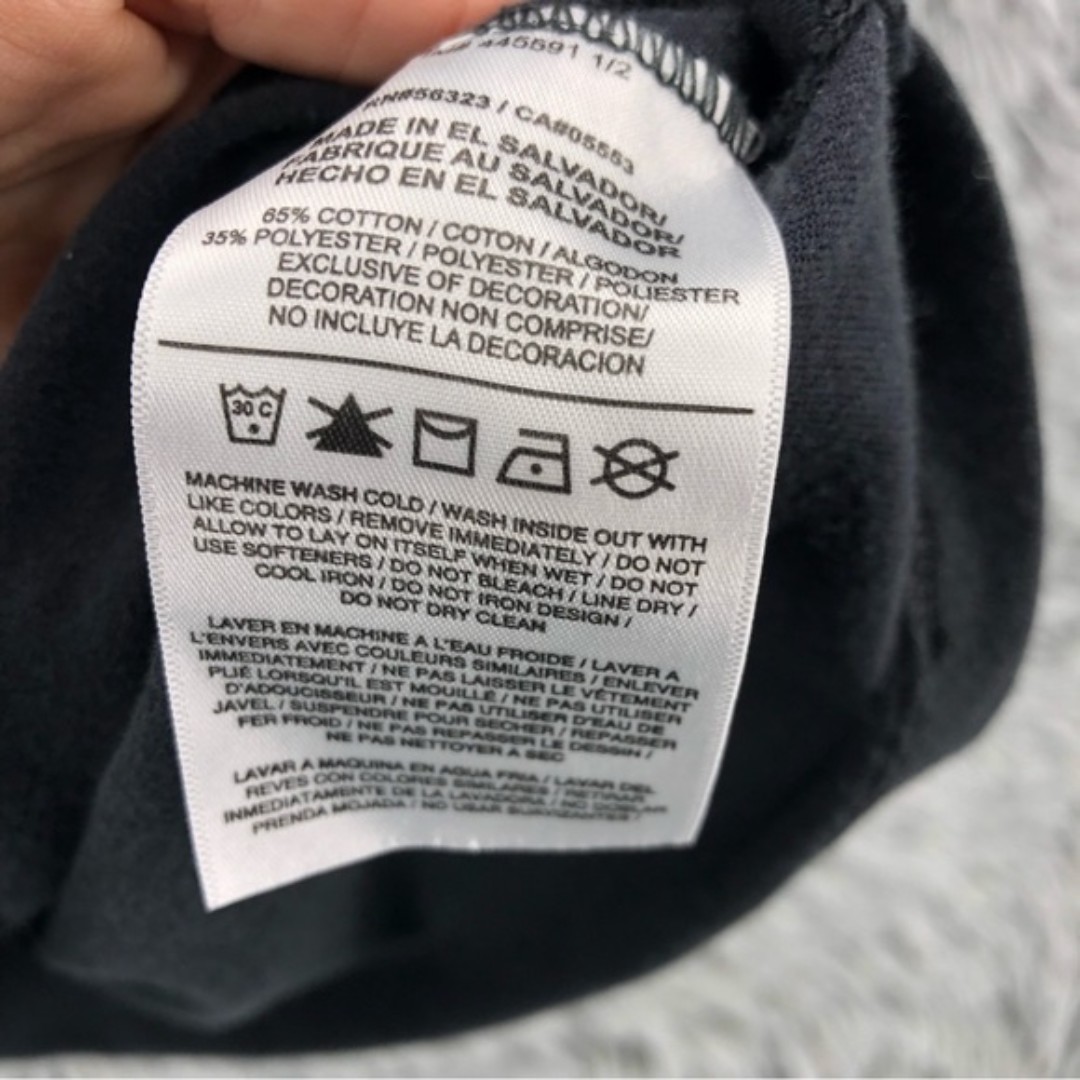 445591 1/2
RN#56323 / CA#05553
MADE IN EL SALVADOR/
FABRIQUE AU SALVADOR/
HECHO EN EL SALVADOR
65% COTTON / COTON / ALGODON
35% POLYESTER / POLYESTER / POLIESTER
EXCLUSIVE OF DECORATION/
DECORATION NON COMPRISE/
NO INCLUYE LA DECORACION
30 C
MACHINE WASH COLD / WASH INSIDE OUT WITH
LIKE COLORS / REMOVE IMMEDIATELY / DO NOT
ALLOW TO LAY ON ITSELF WHEN WET / DO NOT
USE SOFTENERS / DO NOT BLEACH / LINE DRY /
COOL IRON / DO NOT IRON DESIGN /
DO NOT DRY CLEAN
LAVER EN MACHINE A L'EAU FROIDE / LAVER A
L'ENVERS AVEC COULEURS SIMILAIRES / ENLEVER
IMMEDIATEMENT / NE PAS LAISSER LE VÊTEMENT
PLIÉ LORSQU'IL EST MOUILLÉ / NE PAS UTILISER
D'ADOUCISSEUR / NE PAS UTILISER D'EAU DE
JAVEL / SUSPENDRE POUR SECHER / REPASSER
FER FROID / NE PAS REPASSER LE DESSIN /
NE PAS NETTOYER A SEC
LAVAR A MAQUINA EN AGUA FRIA / LAVAR DEL
REVES CON COLORES SIMILARES / RETIRAR
INMEDIATAMENTE DE LA LAVADORA / NO DOBLAR
PRENDA MOJADA / NO USAR SUAVIZANTES /